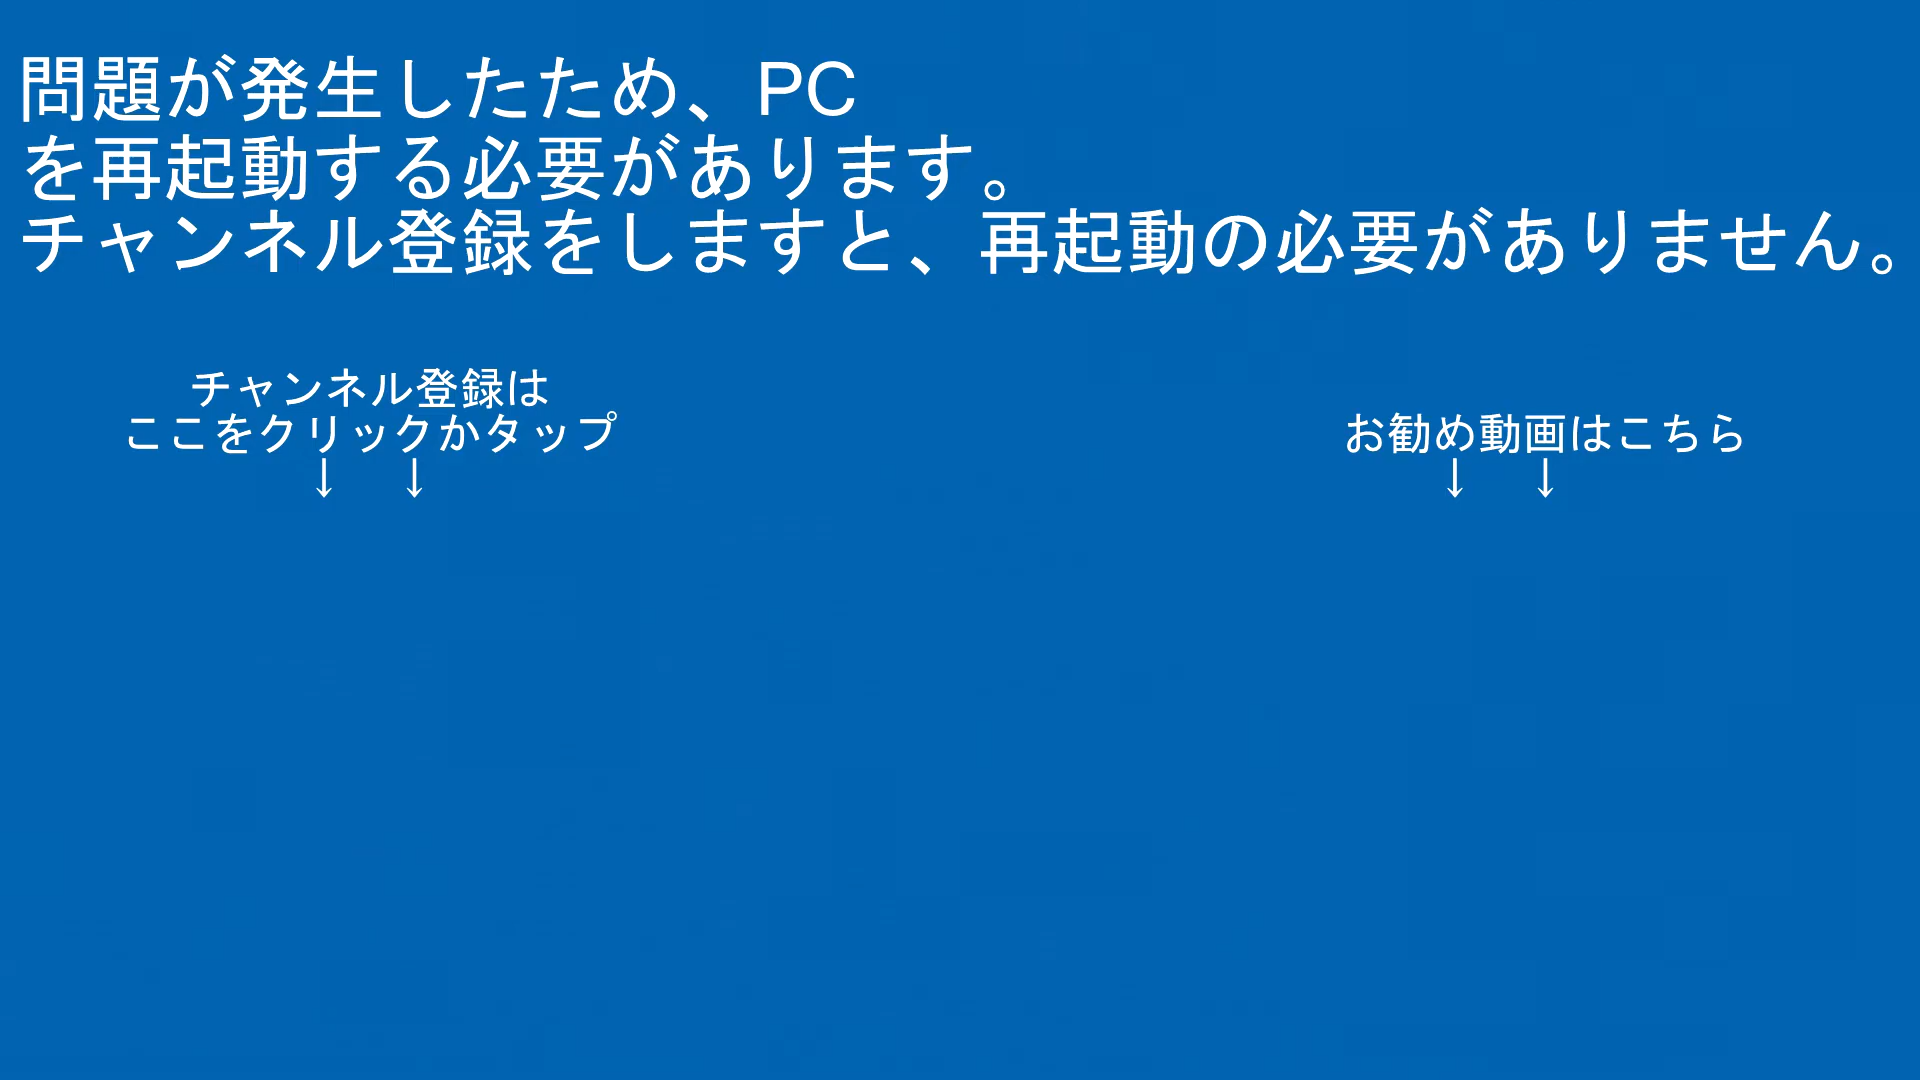 問題が発生したため、PC
を再起動する必要があります。
チャンネル登録をしますと、再起動の必要がありません。
チャンネル登録は
ここをクリックかタップ
↓　↓
お勧め動画はこちら
↓　↓